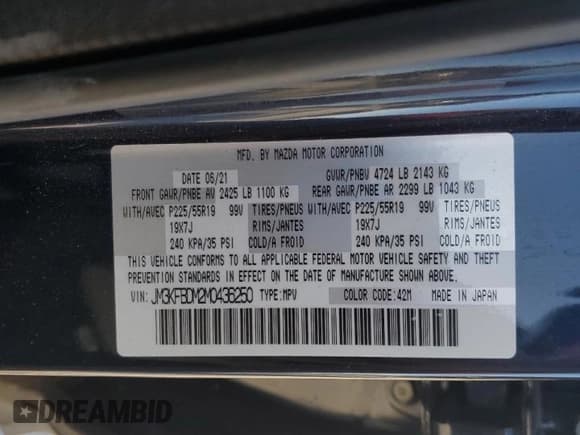 MFD. BY MAZDA MOTOR CORPORATION
DATE 06/21 GVWR/PNBV 4724 LB 2143 KG
FRONT GAWR/PNBE AV 2425 LB 1100 KG REAR GAWR/PNBE AR 2299 LB 1043 KG
WITH/AVEC P225/55R19 99V TIRES/PNEUS WITH/AVEC P225/55R19 99V TIRES/PNEUS
19X7J RIMS/JANTES 19X7J RIMS/JANTES
240 KPA/35 PSI COLD/A FROID 240 KPA/35 PSI COLD/A FROID
THIS VEHICLE CONFORMS TO ALL APPLICABLE FEDERAL MOTOR VEHICLE SAFETY AND THEFT
PREVENTION STANDARDS IN EFFECT ON THE DATE OF MANUFACTURE SHOWN ABOVE.
VIN: JM3KFBDM2M0436250 TYPE:MPV COLOR CODE:42M MADE IN JAPAN
DREAMBID